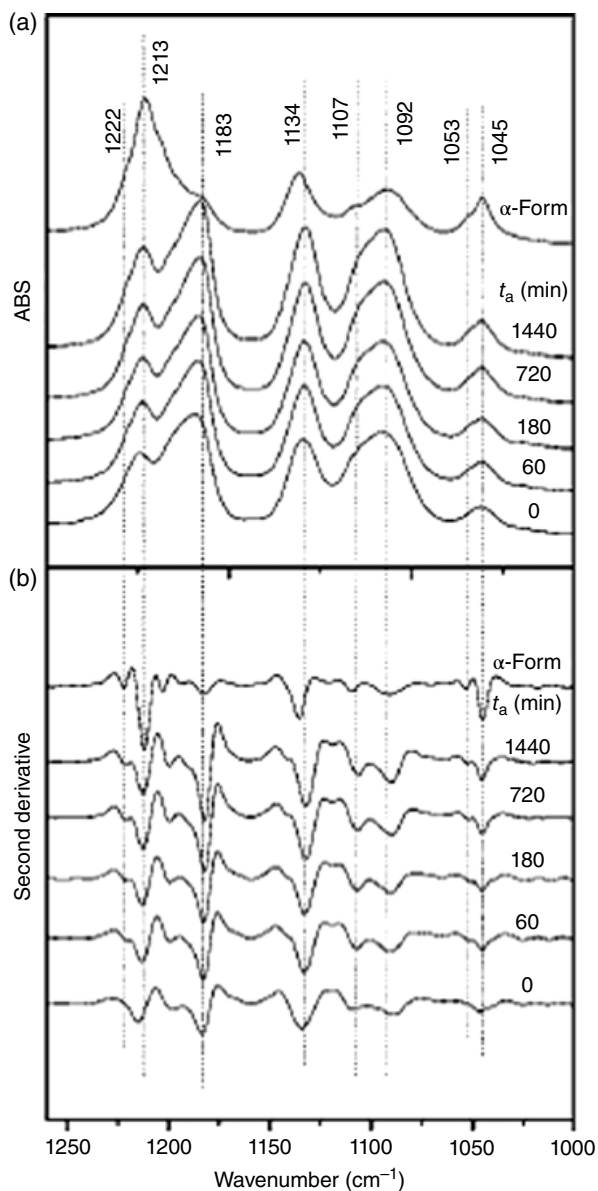 (a)
1222
1213
1183
1134
1107
1092
1053
1045
α-Form
tₐ (min)
1440
720
180
60
0
ABS
(b)
α-Form
tₐ (min)
1440
720
180
60
0
Second derivative
1250 1200 1150 1100 1050 1000
Wavenumber (cm⁻¹)